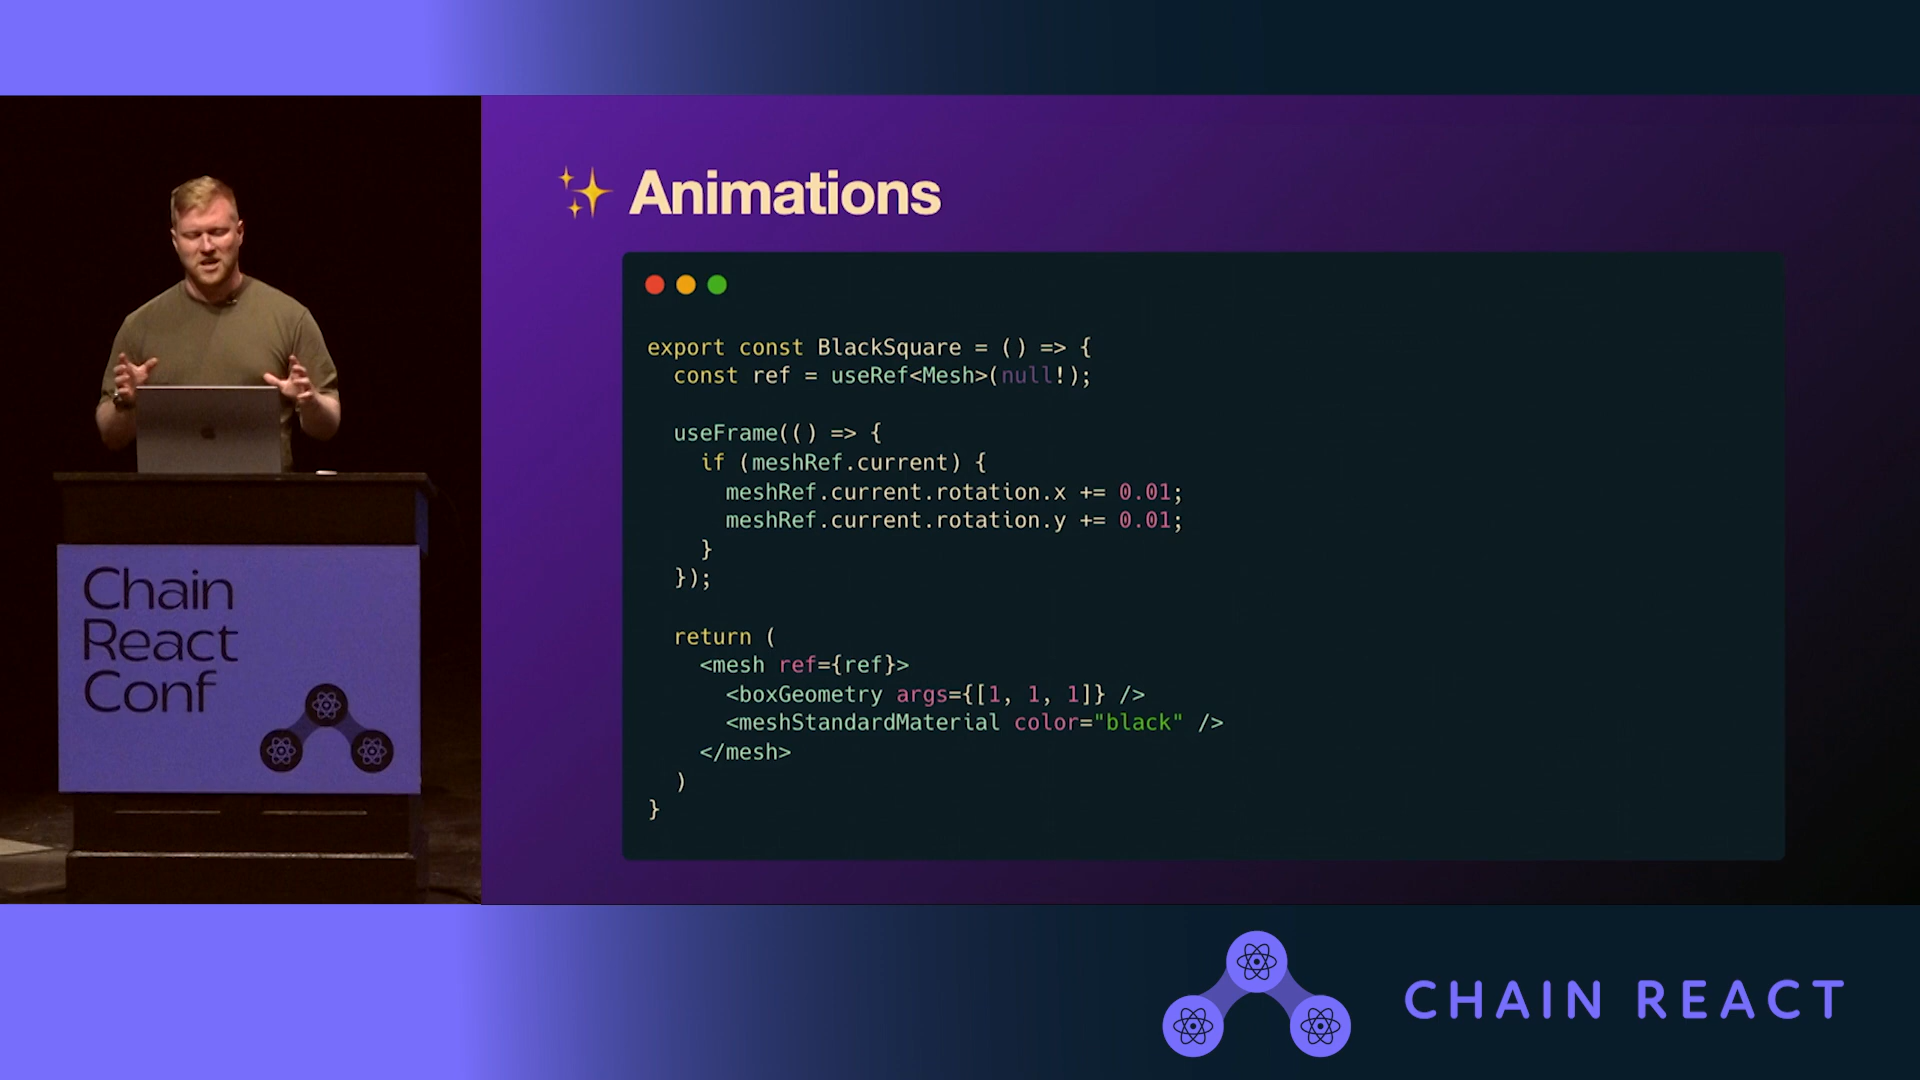 ✨ Animations
export const BlackSquare = () => {
const ref = useRef<Mesh>(null!);
useFrame(() => {
if (meshRef.current) {
meshRef.current.rotation.x += 0.01;
meshRef.current.rotation.y += 0.01;
}
});
return (
<mesh ref={ref}>
<boxGeometry args={[1, 1, 1]} />
<meshStandardMaterial color="black" />
</mesh>
)
}
Chain
React
Conf
CHAIN REACT